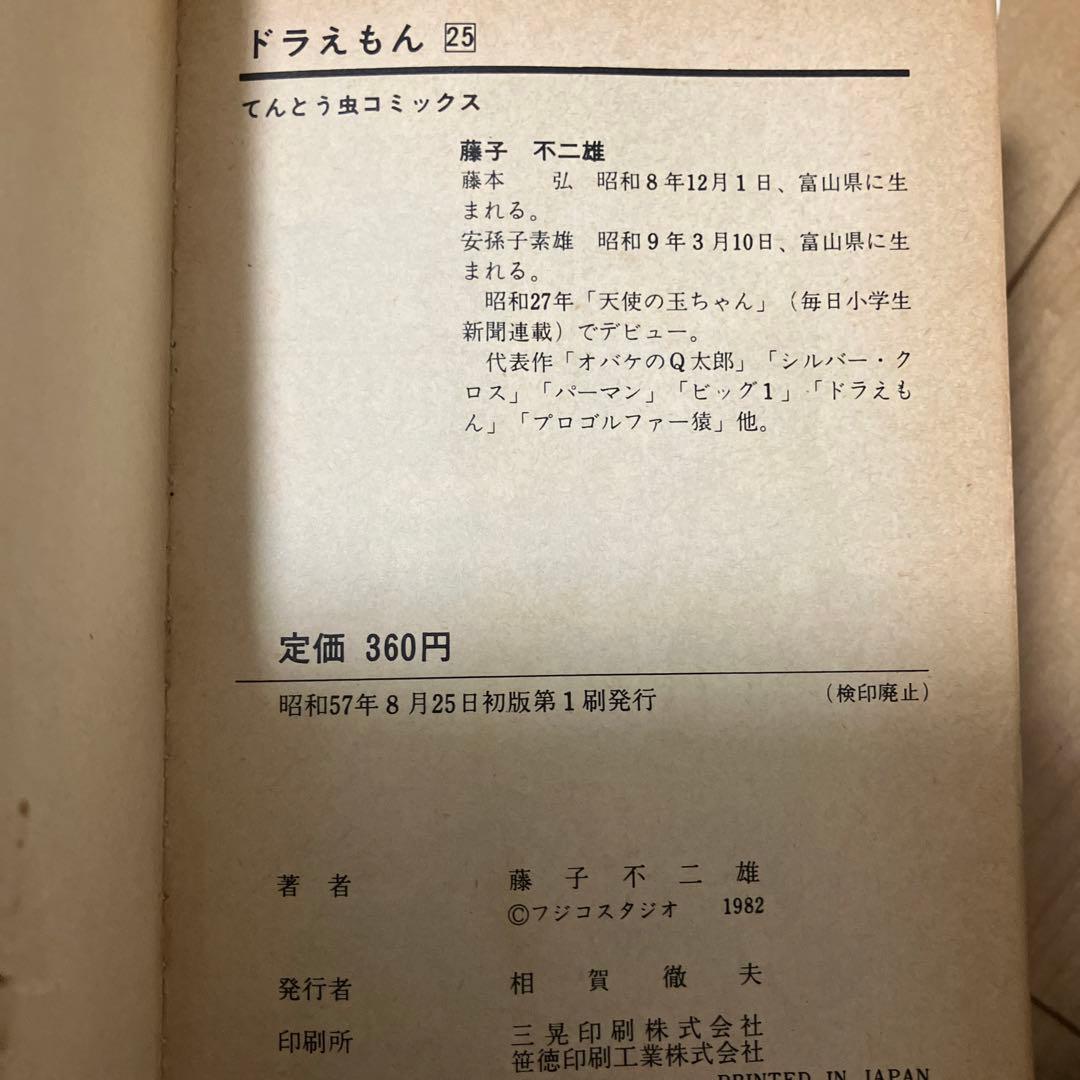 ドラえもん 25
てんとう虫コミックス
藤子 不二雄
藤本 弘 昭和8年12月1日、富山県に生
まれる。
安孫子素雄 昭和9年3月10日、富山県に生
まれる。
昭和27年「天使の玉ちゃん」(毎日小学生
新聞連載)でデビュー。
代表作「オバケのQ太郎」「シルバー・ク
ロス」「パーマン」「ビッグ1」「ドラえも
ん」「プロゴルファー猿」他。
定価 360円
昭和57年8月25日初版第1刷発行 (検印廃止)
著者 藤子不二雄
©フジコスタジオ 1982
発行者 相賀徹夫
印刷所 三晃印刷株式会社
笹徳印刷工業株式会社
PRINTED IN JAPAN